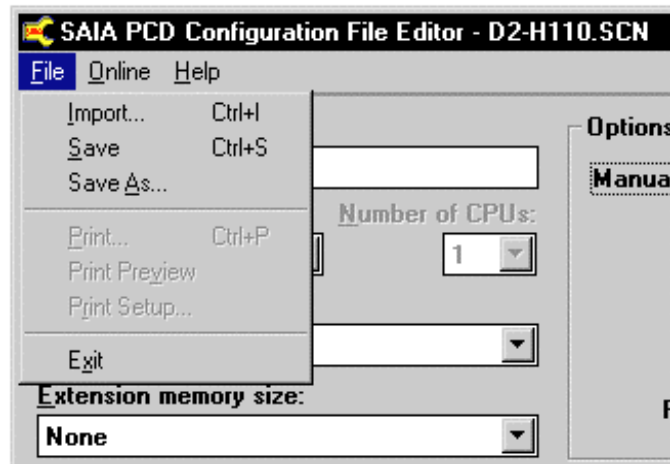 SAIA PCD Configuration File Editor - D2-H110.SCN
File Online Help
Import... Ctrl+I
Save Ctrl+S
Save As...
Print... Ctrl+P
Print Preview
Print Setup...
Exit
Number of CPUs:
1
Extension memory size:
None
Options
Manua